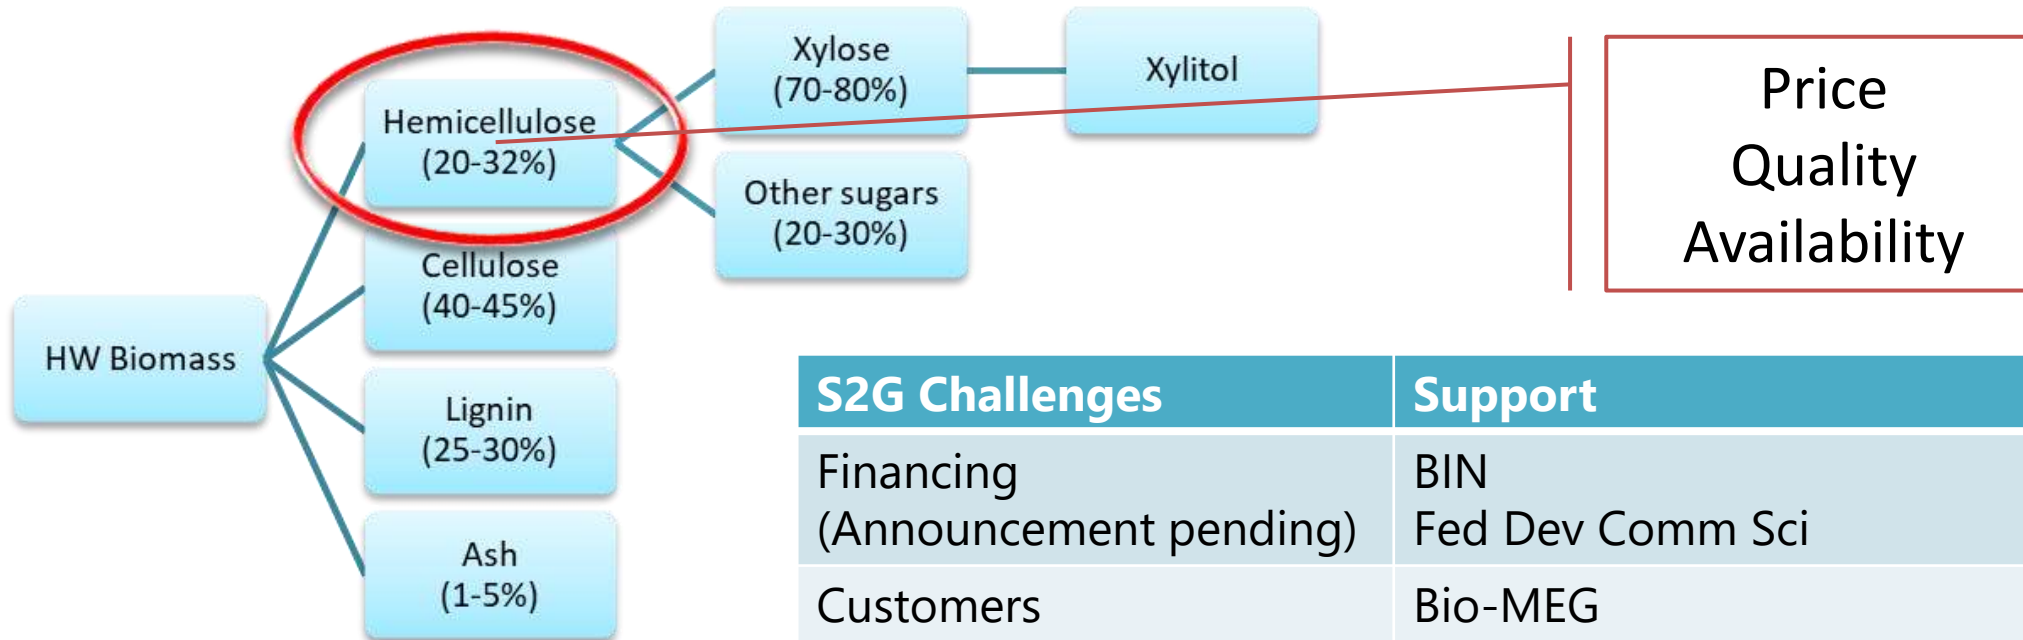 Xylose
(70-80%)
Xylitol
Hemicellulose
(20-32%)
Other sugars
(20-30%)
Cellulose
(40-45%)
HW Biomass
Lignin
(25-30%)
Ash
(1-5%)
Price
Quality
Availability
S2G Challenges Support
Financing BIN
(Announcement pending) Fed Dev Comm Sci
Customers Bio-MEG